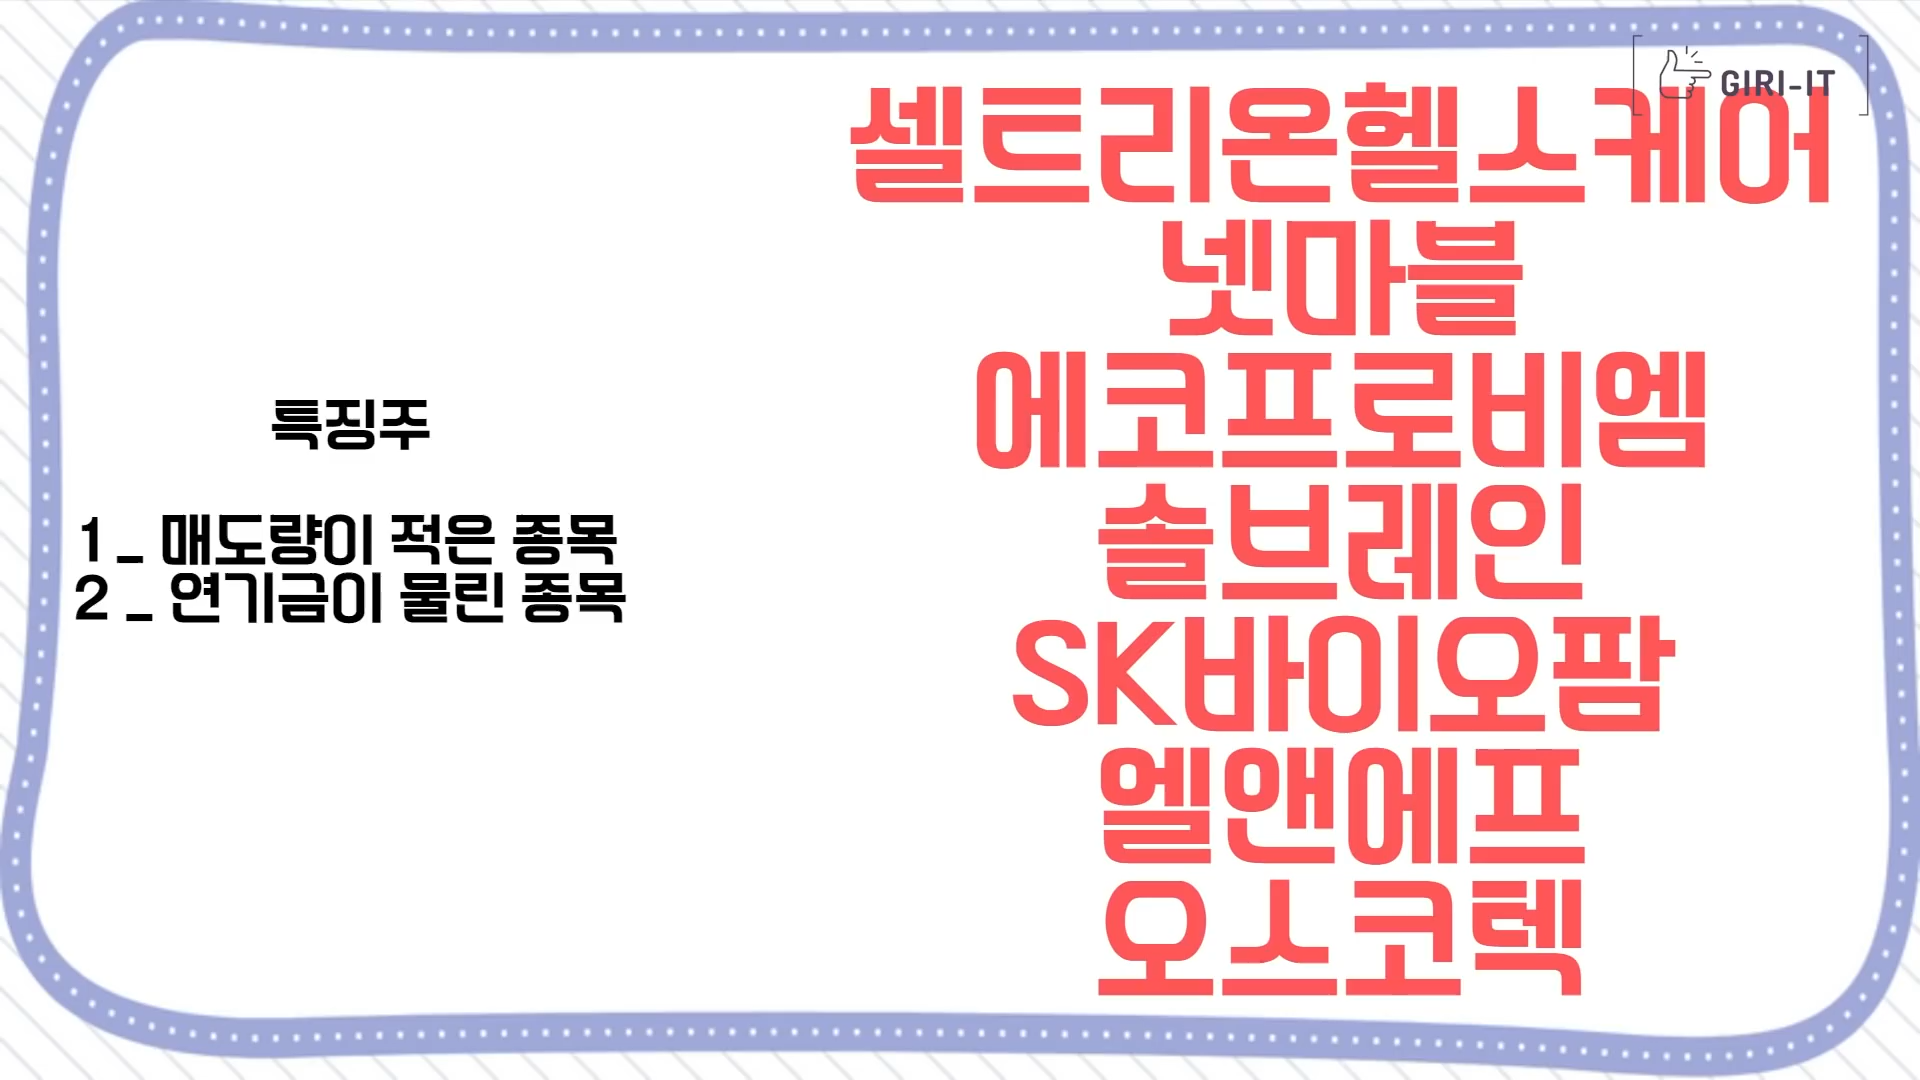 GIRI-IT
특징주
1_ 매도량이 적은 종목
2 _ 연기금이 물린 종목
셀트리온헬스케어
넷마블
에코프로비엠
솔브레인
SK바이오팜
엘앤에프
오스코텍